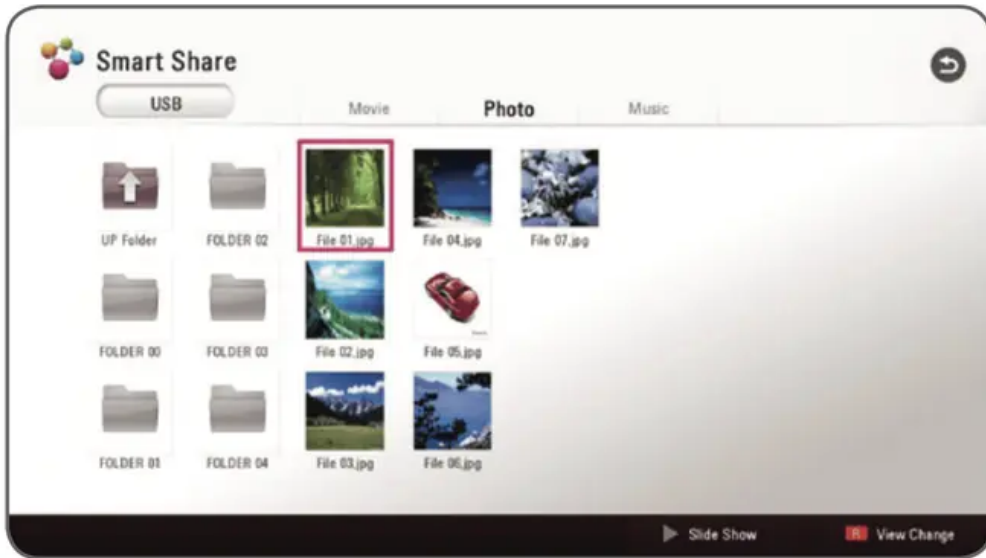 Smart Share
USB
Movie
Photo
Music
UP Folder
FOLDER 02
File 01.jpg
File 04.jpg
File 07.jpg
FOLDER 00
FOLDER 03
File 02.jpg
File 05.jpg
FOLDER 01
FOLDER 04
File 03.jpg
File 06.jpg
Slide Show
R View Change